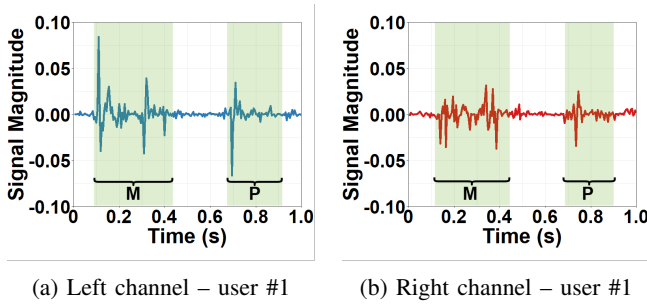 Signal Magnitude
0.10
0.05
0.00
-0.05
-0.10
M
P
0.0 0.2 0.4 0.6 0.8 1.0
Time (s)
(a) Left channel – user #1
Signal Magnitude
0.10
0.05
0.00
-0.05
-0.10
M
P
0.0 0.2 0.4 0.6 0.8 1.0
Time (s)
(b) Right channel – user #1